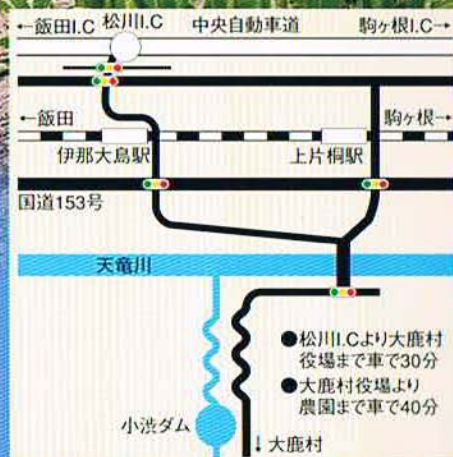 ←飯田I.C 松川I.C 中央自動車道 駒ヶ根I.C→
←飯田 駒ヶ根→
伊那大島駅 上片桐駅
国道153号
天竜川
●松川I.Cより大鹿村
役場まで車で30分
●大鹿村役場より
農園まで車で40分
小渋ダム
↓大鹿村